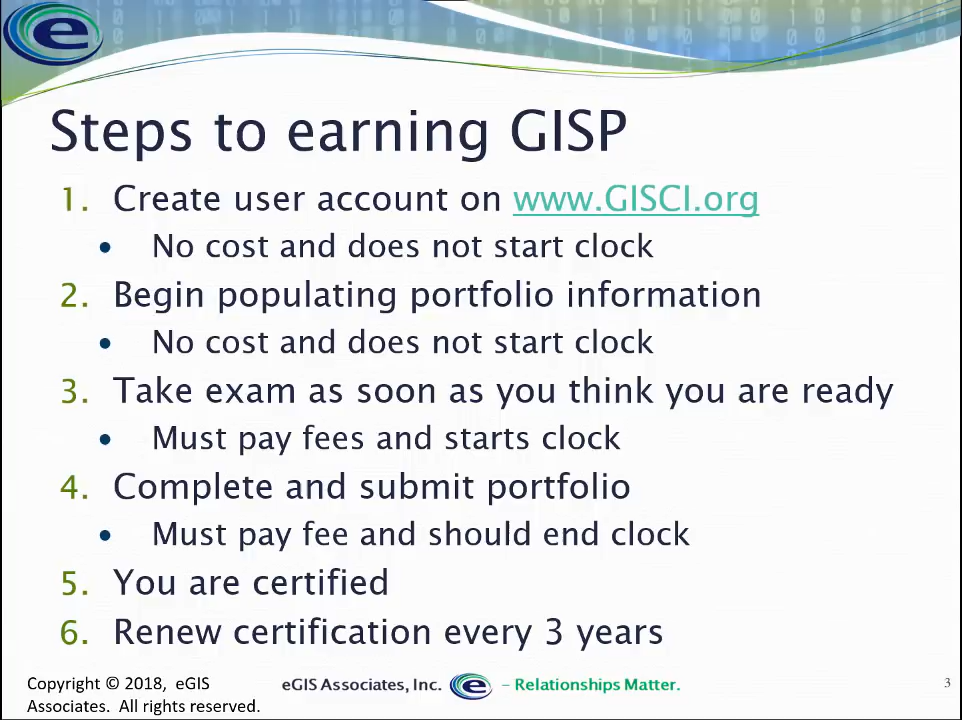 e
Steps to earning GISP
1. Create user account on www.GISCI.org
• No cost and does not start clock
2. Begin populating portfolio information
• No cost and does not start clock
3. Take exam as soon as you think you are ready
• Must pay fees and starts clock
4. Complete and submit portfolio
• Must pay fee and should end clock
5. You are certified
6. Renew certification every 3 years
Copyright © 2018, eGIS
Associates. All rights reserved.
eGIS Associates, Inc. e – Relationships Matter.
3